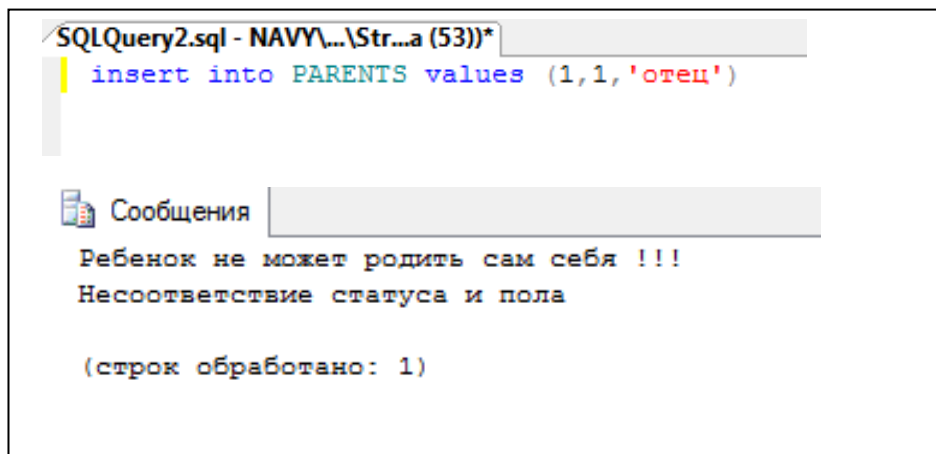 SQLQuery2.sql - NAVY\...\Str...a (53))*
insert into PARENTS values (1,1,'отец')
Сообщения
Ребенок не может родить сам себя !!!
Несоответствие статуса и пола
(строк обработано: 1)